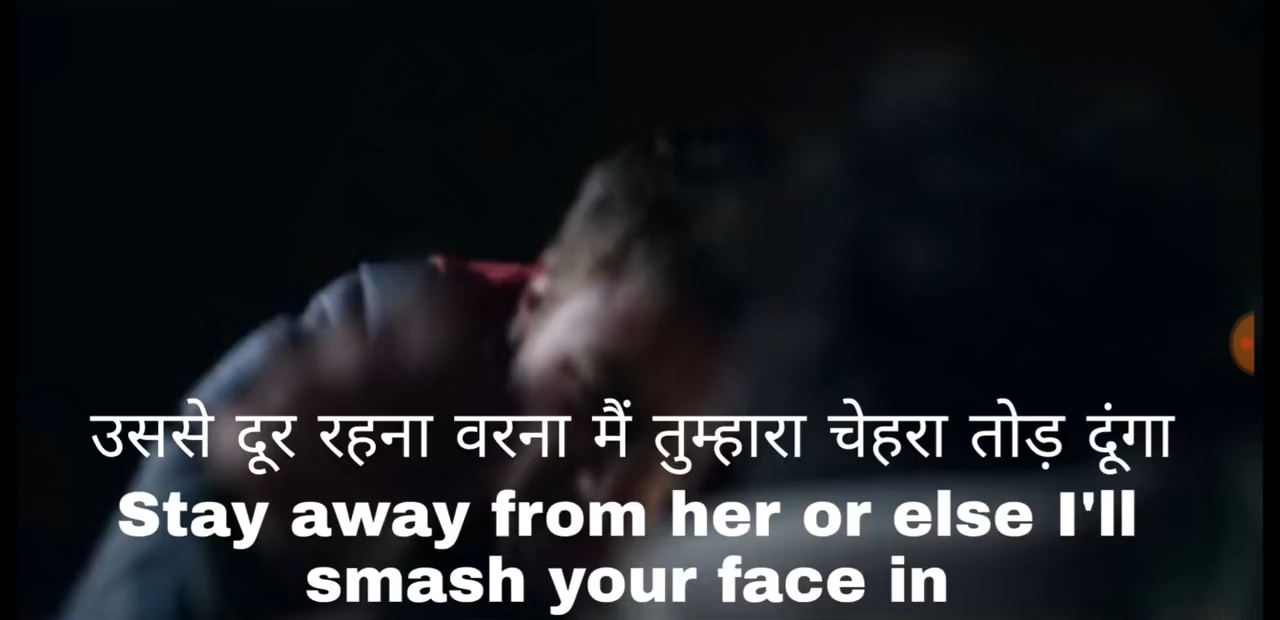 उससे दूर रहना वरना मैं तुम्हारा चेहरा तोड़ दूंगा
Stay away from her or else I'll
smash your face in